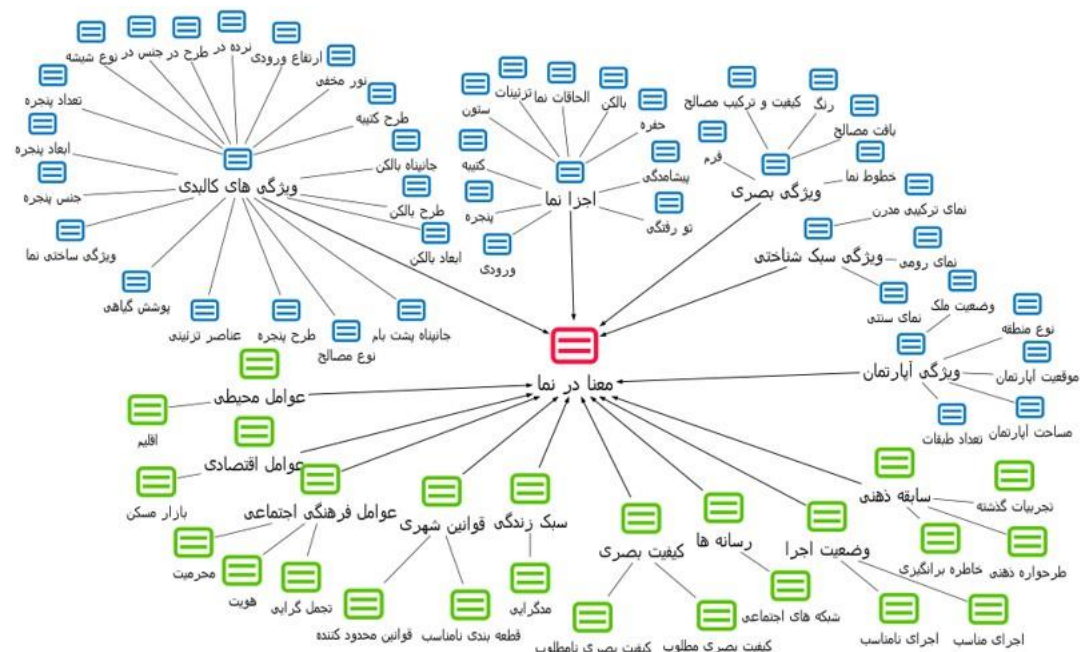 ارتفاع ورودی
نرده در
طرح در
جنس در
نوع شیشه
نور مخفی
تعداد پنجره
طرح کتیبه
ابعاد پنجره
جانپناه بالکن
ویژگی های کالبدی
جنس پنجره
طرح بالکن
ویژگی ساختی نما
ابعاد بالکن
پوشش گیاهی
عناصر تزئینی
طرح پنجره
نوع مصالح
جانپناه پشت بام
بالکن
الحاقات نما
تزئینات
ستون
حفره
کتیبه
پیشامدگی
اجزا نما
پنجره
تو رفتگی
ورودی
رنگ
کیفیت و ترکیب مصالح
بافت مصالح
فرم
خطوط نما
ویژگی بصری
نمای ترکیبی مدرن
ویژگی سبک شناختی
نمای رومی
نمای سنتی
وضعیت ملک
نوع منطقه
ویژگی آپارتمان
موقعیت آپارتمان
مساحت آپارتمان
تعداد طبقات
معنا در نما
عوامل محیطی
اقلیم
عوامل اقتصادی
بازار مسکن
عوامل فرهنگی اجتماعی
محرمیت
هویت
تجمل گرایی
قوانین شهری
قوانین محدود کننده
قطعه بندی نامناسب
سبک زندگی
مدگرایی
کیفیت بصری
کیفیت بصری نامطلوب
کیفیت بصری مطلوب
رسانه ها
شبکه های اجتماعی
وضعیت اجرا
اجرای نامناسب
اجرای مناسب
سابقه ذهنی
تجربیات گذشته
خاطره برانگیزی
طرحواره ذهنی